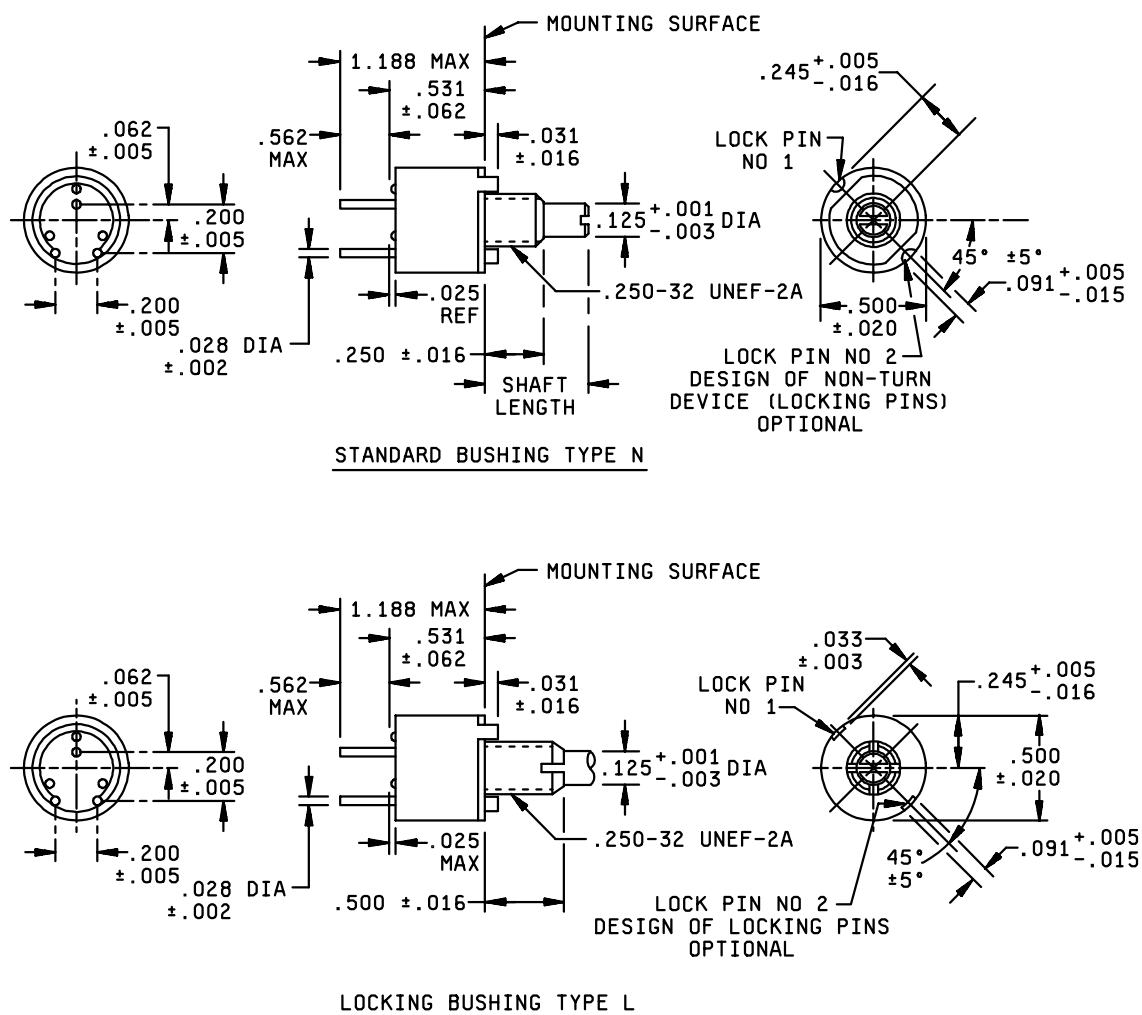 MOUNTING SURFACE
1.188 MAX
.531
±.062
.562
MAX
.031
±.016
.062
±.005
.200
±.005
.200
±.005
.028 DIA
±.002
.025
REF
.250 ±.016
.125 +.001 DIA
-.003
.250-32 UNEF-2A
SHAFT
LENGTH
.245 +.005
-.016
LOCK PIN
NO 1
45° ±5°
.091 +.005
-.015
.500
±.020
LOCK PIN NO 2
DESIGN OF NON-TURN
DEVICE (LOCKING PINS)
OPTIONAL
STANDARD BUSHING TYPE N
MOUNTING SURFACE
1.188 MAX
.531
±.062
.562
MAX
.031
±.016
.062
±.005
.200
±.005
.200
±.005
.028 DIA
±.002
.025
MAX
.500 ±.016
.125 +.001 DIA
-.003
.250-32 UNEF-2A
.033
±.003
LOCK PIN
NO 1
.245 +.005
-.016
.500
±.020
45°
±5°
.091 +.005
-.015
LOCK PIN NO 2
DESIGN OF LOCKING PINS
OPTIONAL
LOCKING BUSHING TYPE L